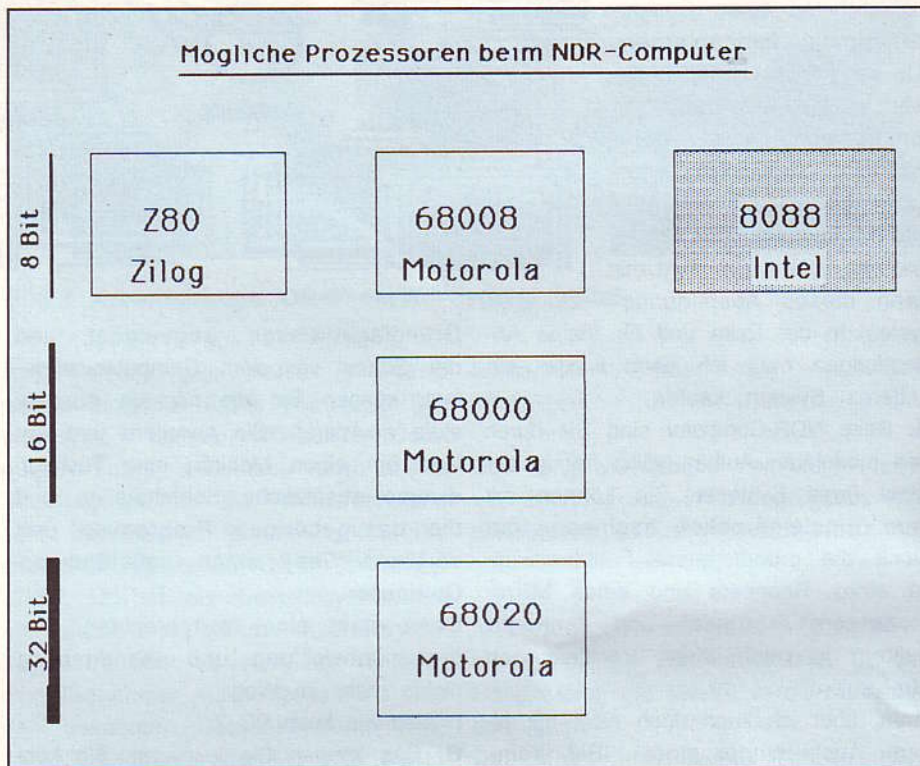 Mögliche Prozessoren beim NDR-Computer
8 Bit
Z80
Zilog
68008
Motorola
8088
Intel
16 Bit
68000
Motorola
32 Bit
68020
Motorola